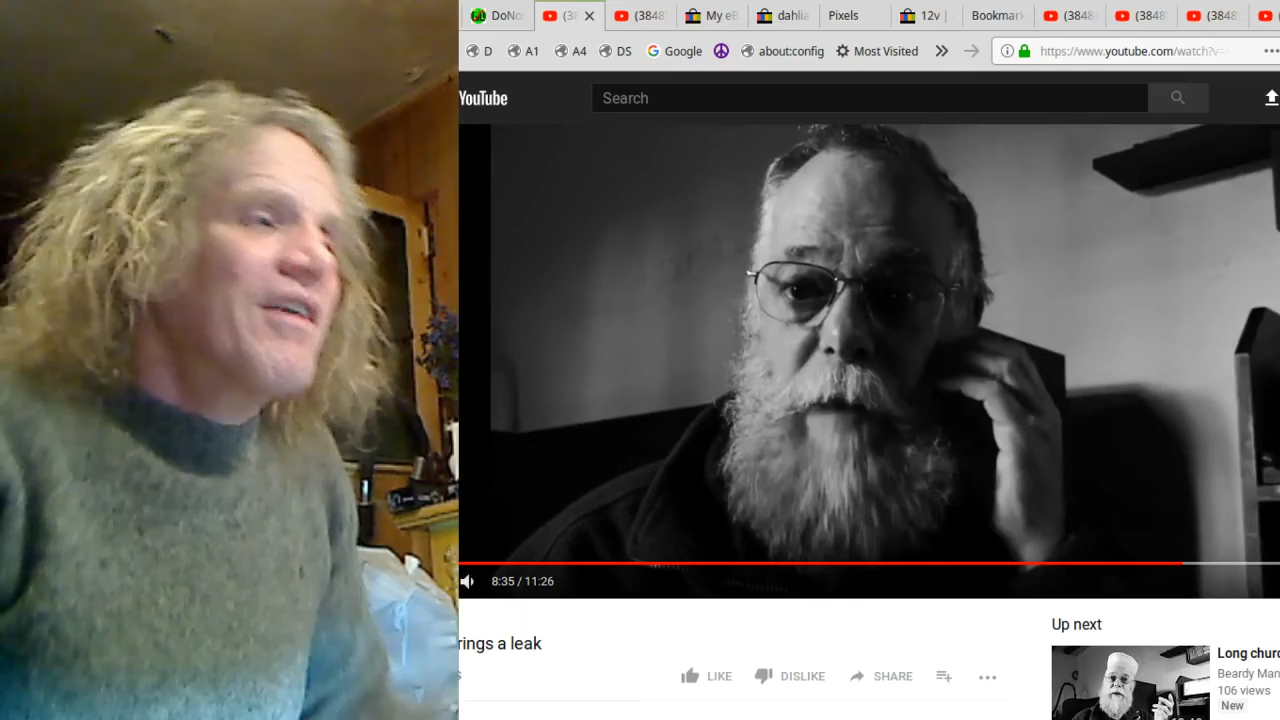 DoNot (38 (3848 My eB dahlia Pixels 12v | Bookmark (3848 (3848 (3848
D A1 A4 DS Google about:config Most Visited » https://www.youtube.com/watch?v=
YouTube Search
8:35 / 11:26
rings a leak
LIKE DISLIKE SHARE
Up next
Long churc
Beardy Man
106 views
New